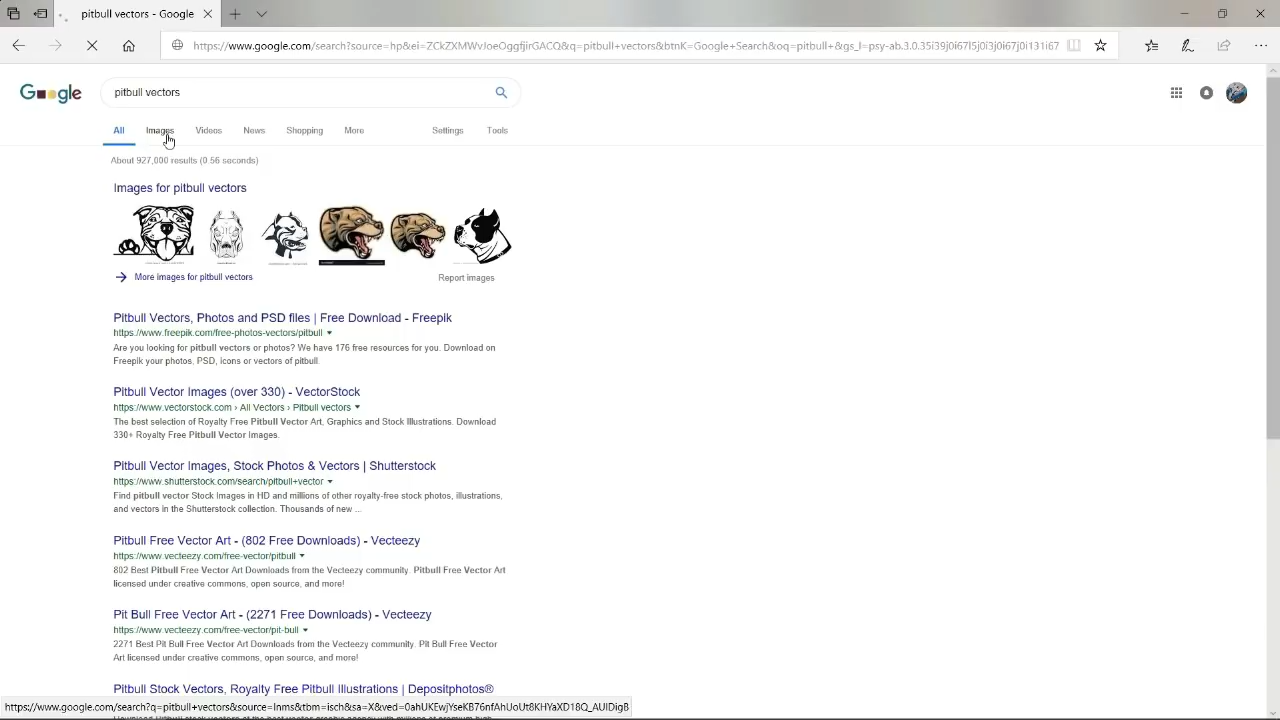 pitbull vectors
https://www.google.com/search?source=hp&ei=ZCkZXMWvJoeOggfjirGACQ&q=pitbull+vectors&btnK=Google+Search&oq=pitbull+&gs_l=psy-ab.3.0.35i39j0i67l5j0i3j0i67j0i131i67
Google
pitbull vectors
All Images Videos News Shopping More Settings Tools
About 927,000 results (0.56 seconds)
Images for pitbull vectors
More images for pitbull vectors
Report images
Pitbull Vectors, Photos and PSD files | Free Download - Freepik
https://www.freepik.com/free-photos-vectors/pitbull
Are you looking for pitbull vectors or photos? We have 176 free resources for you. Download on
Freepik your photos, PSD, icons or vectors of pitbull.
Pitbull Vector Images (over 330) - VectorStock
https://www.vectorstock.com › All Vectors › Pitbull vectors
The best selection of Royalty Free Pitbull Vector Art, Graphics and Stock Illustrations. Download
330+ Royalty Free Pitbull Vector Images.
Pitbull Vector Images, Stock Photos & Vectors | Shutterstock
https://www.shutterstock.com/search/pitbull+vector
Find pitbull vector Stock Images in HD and millions of other royalty-free stock photos, illustrations,
and vectors in the Shutterstock collection. Thousands of new ...
Pitbull Free Vector Art - (802 Free Downloads) - Vecteezy
https://www.vecteezy.com/free-vector/pitbull
802 Best Pitbull Free Vector Art Downloads from the Vecteezy community. Pitbull Free Vector Art
licensed under creative commons, open source, and more!
Pit Bull Free Vector Art - (2271 Free Downloads) - Vecteezy
https://www.vecteezy.com/free-vector/pit-bull
2271 Best Pit Bull Free Vector Art Downloads from the Vecteezy community. Pit Bull Free Vector
Art licensed under creative commons, open source, and more!
Pitbull Stock Vectors, Royalty Free Pitbull Illustrations | Depositphotos®
https://www.google.com/search?q=pitbull+vectors&source=lnms&tbm=isch&sa=X&ved=0ahUKEwjYseKB76nfAhUoUt8KHYaXD18Q_AUIDigB